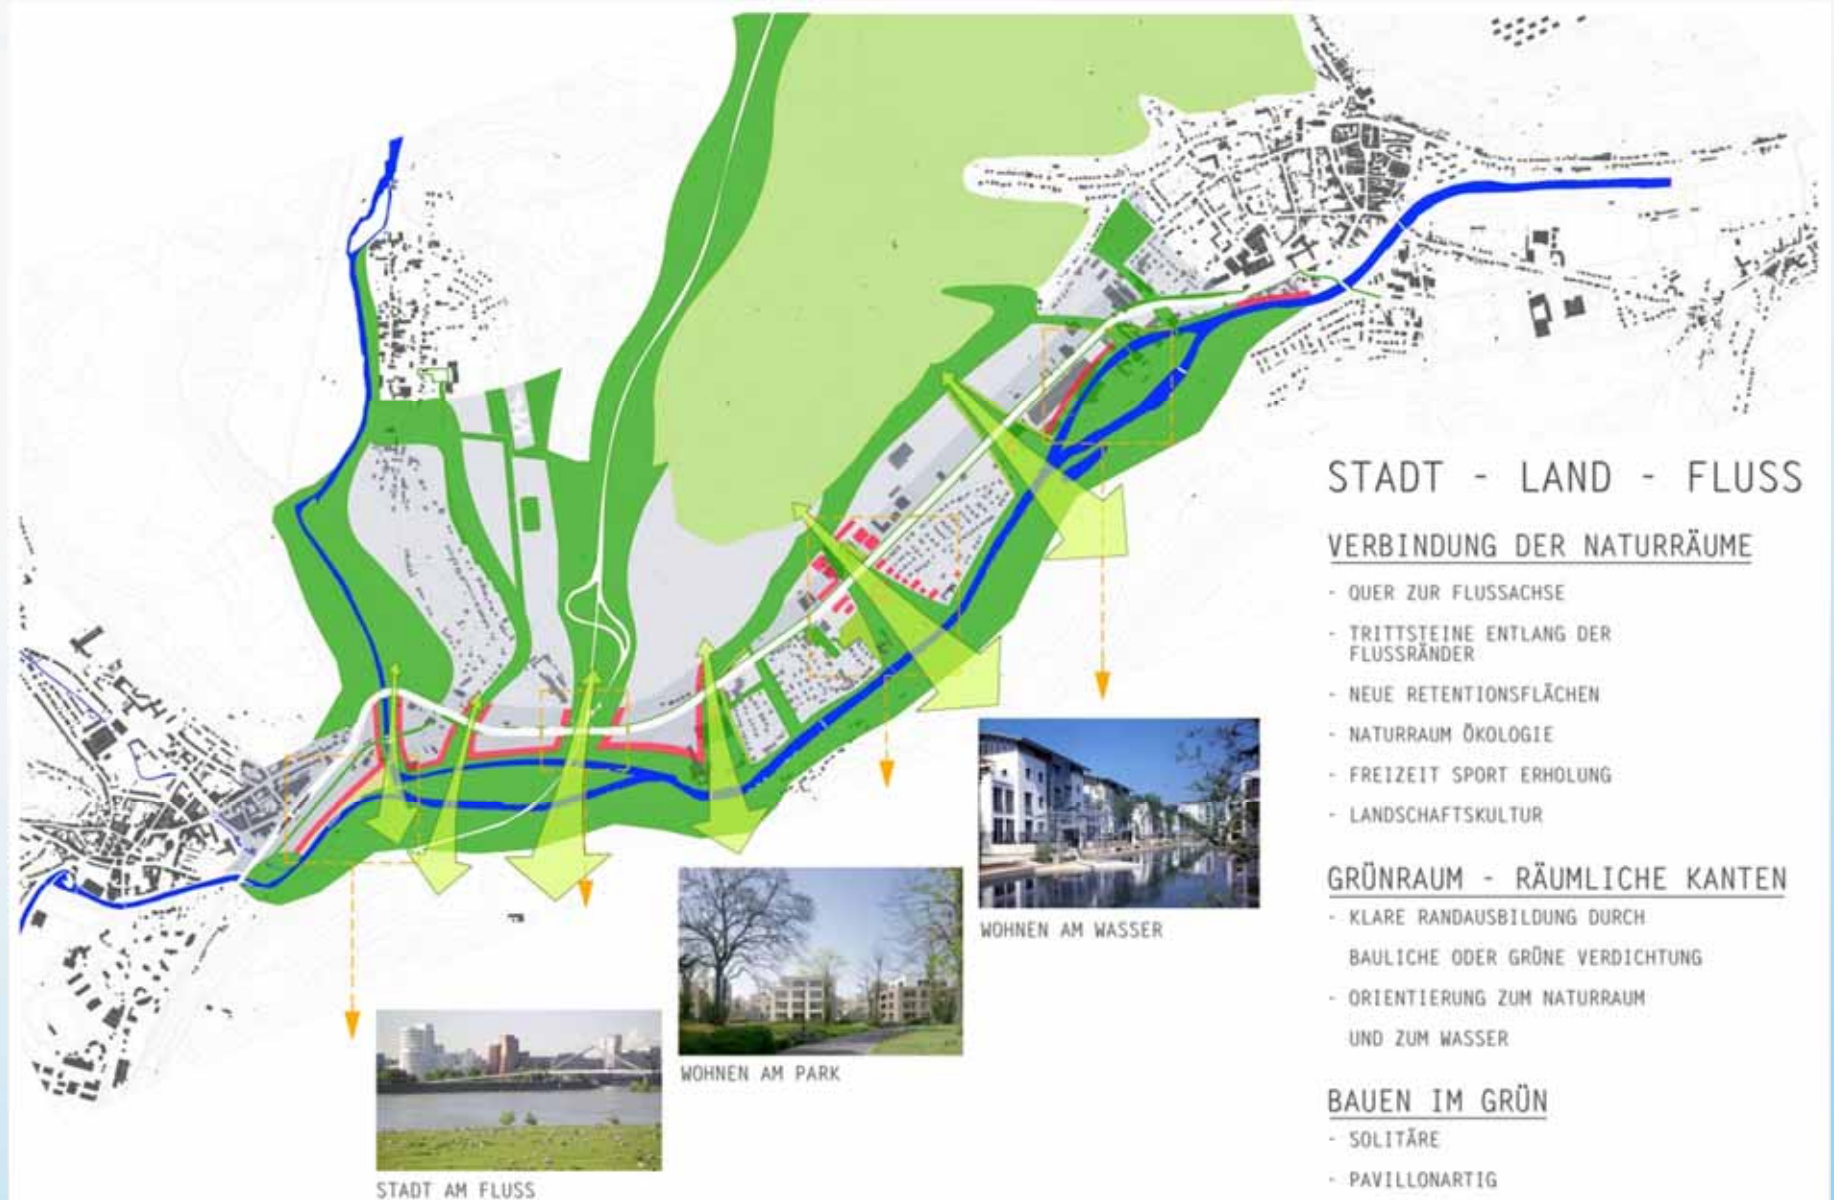 STADT - LAND - FLUSS
VERBINDUNG DER NATURRÄUME
- QUER ZUR FLUSSACHSE
- TRITTSTEINE ENTLANG DER
FLUSSRÄNDER
- NEUE RETENTIONSFLÄCHEN
- NATURRAUM ÖKOLOGIE
- FREIZEIT SPORT ERHOLUNG
- LANDSCHAFTSKULTUR
GRÜNRAUM - RÄUMLICHE KANTEN
- KLARE RANDAUSBILDUNG DURCH
BAULICHE ODER GRÜNE VERDICHTUNG
- ORIENTIERUNG ZUM NATURRAUM
UND ZUM WASSER
BAUEN IM GRÜN
- SOLITÄRE
- PAVILLONARTIG
WOHNEN AM WASSER
WOHNEN AM PARK
STADT AM FLUSS